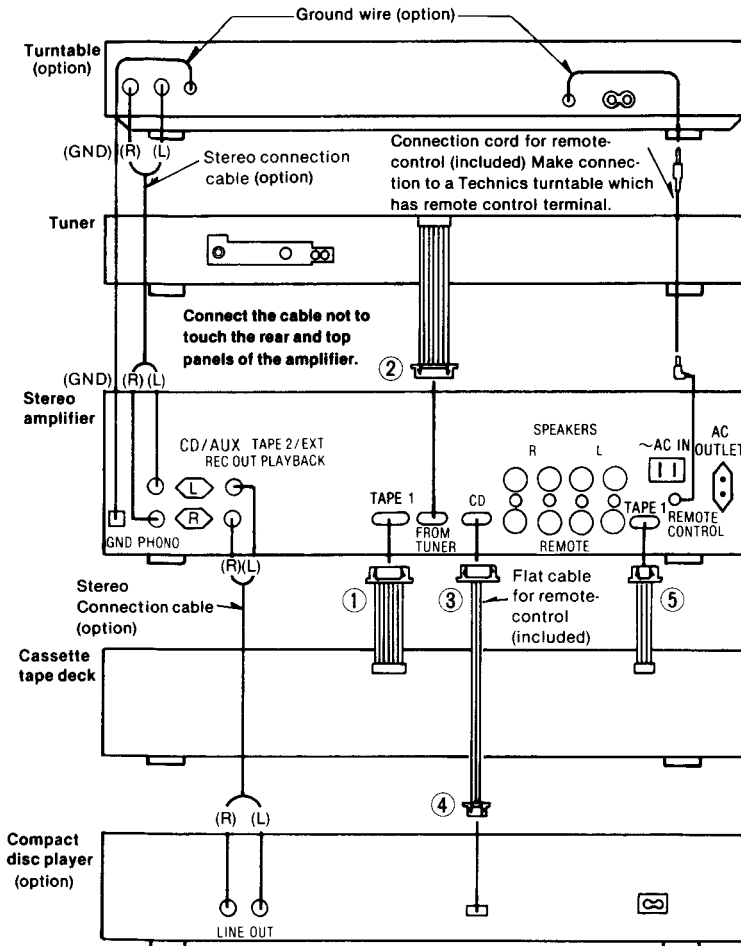 Ground wire (option)
Turntable
(option)
(GND) (R) (L)
Stereo connection
cable (option)
Connection cord for remote-
control (included) Make connec-
tion to a Technics turntable which
has remote control terminal.
Tuner
Connect the cable not to
touch the rear and top
panels of the amplifier.
②
(GND) (R) (L)
Stereo
amplifier
CD/AUX TAPE 2/EXT
REC OUT PLAYBACK
L
R
GND PHONO
TAPE 1
FROM
TUNER
CD
SPEAKERS
R L
REMOTE
TAPE 1
~AC IN
AC
OUTLET
REMOTE
CONTROL
(R)(L)
Stereo
Connection cable
(option)
①
③
Flat cable
for remote-
control
(included)
⑤
Cassette
tape deck
④
(R) (L)
Compact
disc player
(option)
LINE OUT